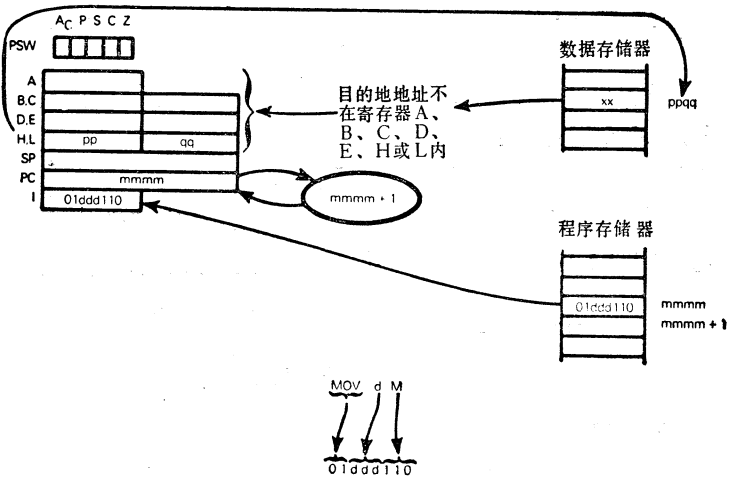 AC P S C Z
PSW
A
B.C
D.E
H.L pp qq
SP
PC mmmm
I 01ddd110
目的地地址不
在寄存器 A、
B、C、D、
E、H或L内
mmmm + 1
数据存储器
xx ppqq
程序存储器
01ddd110 mmmm
mmmm + 1
MOV d M
01ddd110